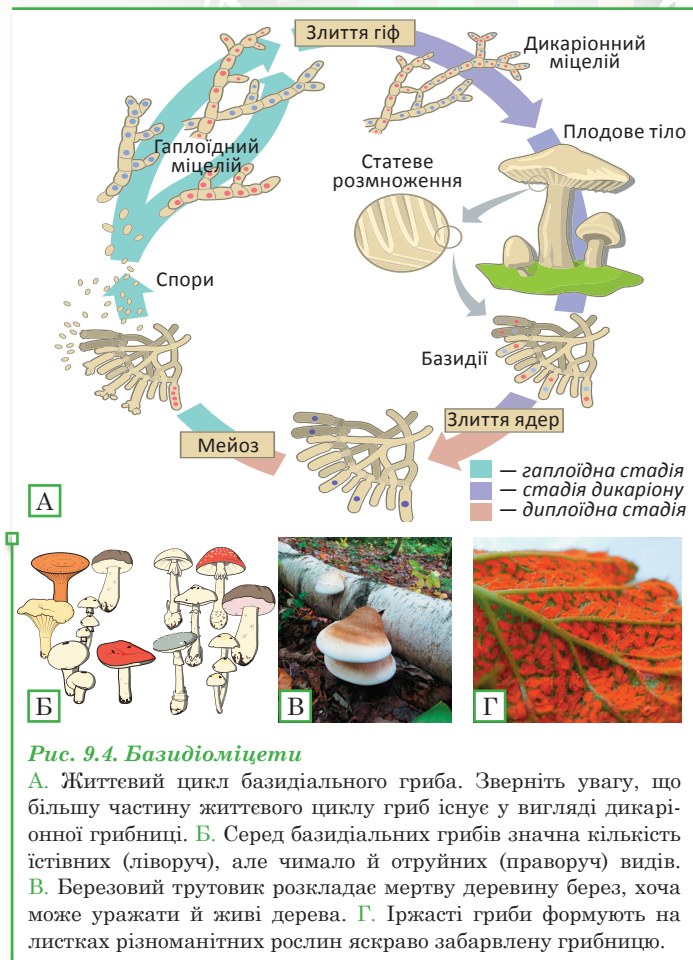 Злиття гіф
Дикаріонний
міцелій
Плодове тіло
Гаплоїдний
міцелій
Статеве
розмноження
Спори
Базидії
Злиття ядер
Мейоз
— гаплоїдна стадія
— стадія дикаріону
— диплоїдна стадія
А
Б
В
Г
Рис. 9.4. Базидіоміцети
А. Життєвий цикл базидіального гриба. Зверніть увагу, що
більшу частину життєвого циклу гриб існує у вигляді дикарі-
онної грибниці. Б. Серед базидіальних грибів значна кількість
їстівних (ліворуч), але чимало й отруйних (праворуч) видів.
В. Березовий трутовик розкладає мертву деревину берез, хоча
може уражати й живі дерева. Г. Іржасті гриби формують на
листках різноманітних рослин яскраво забарвлену грибницю.